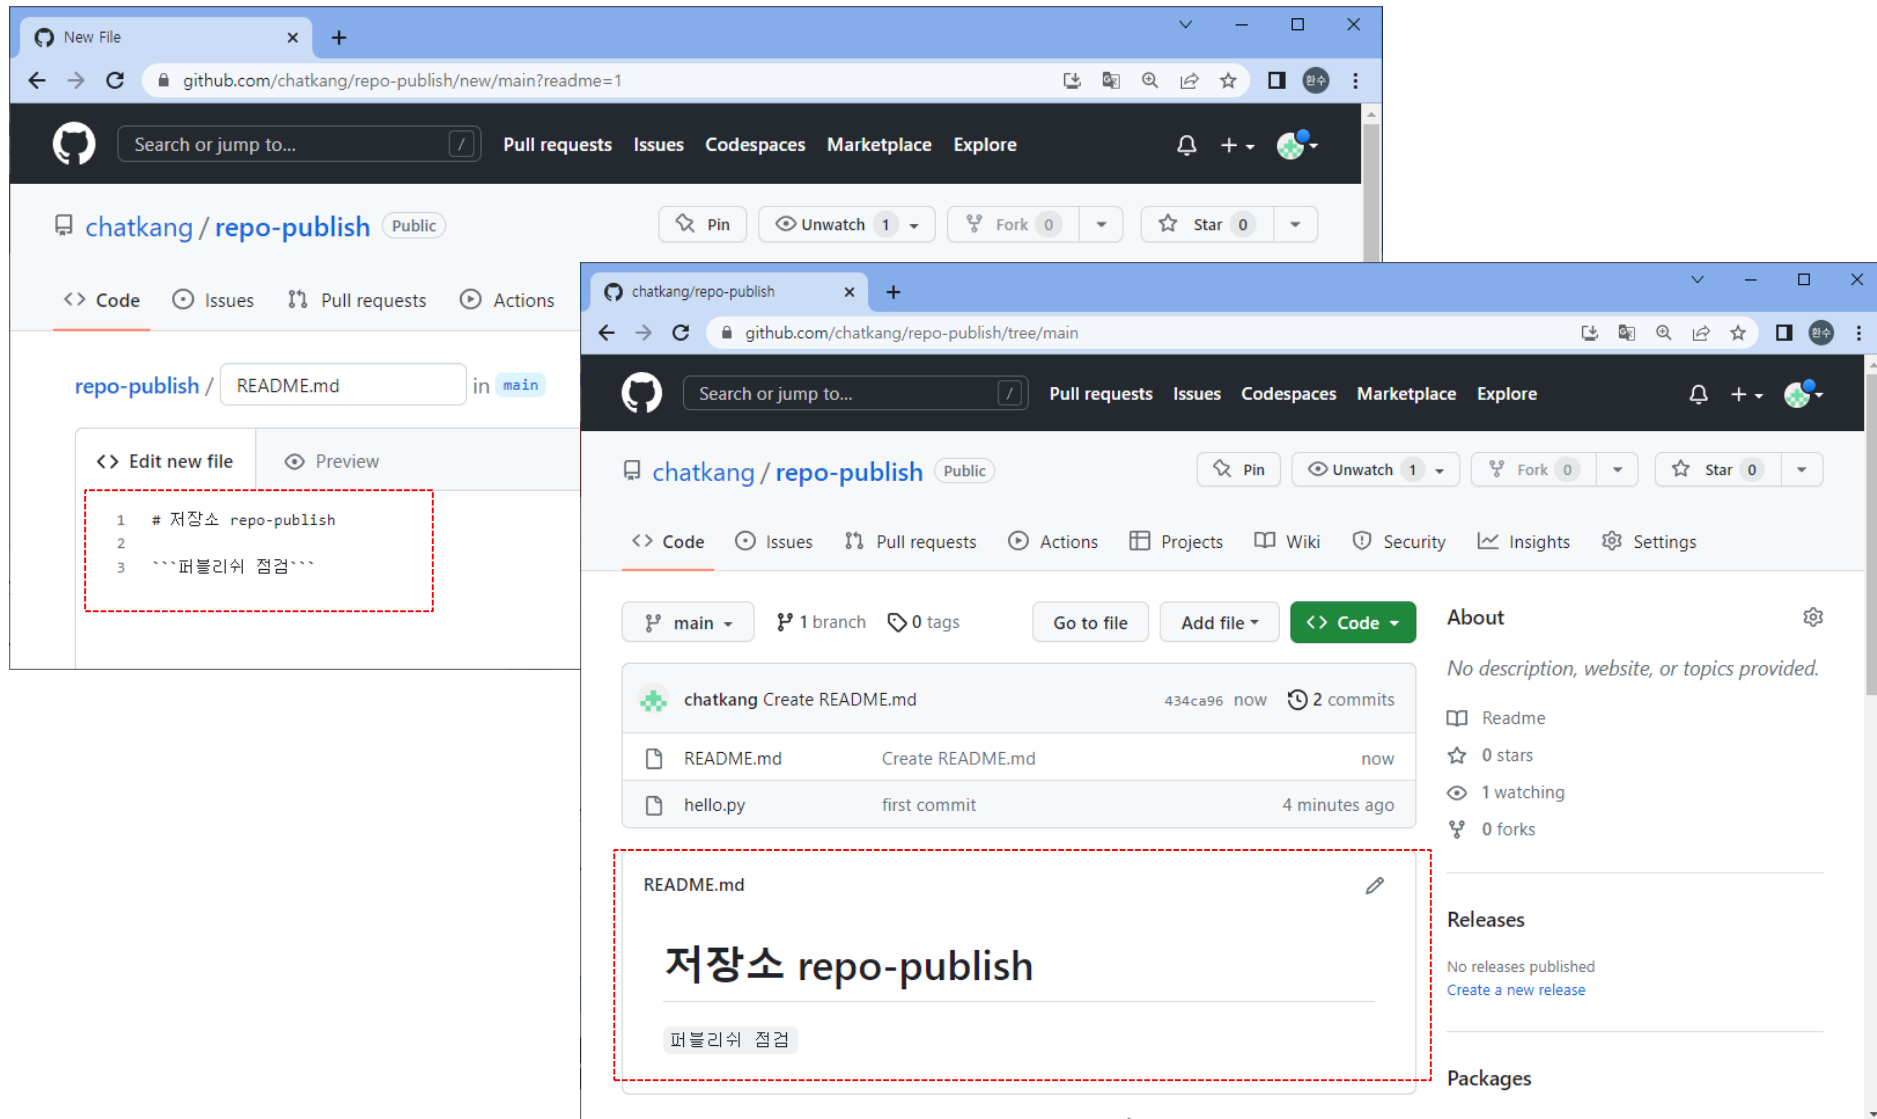 New File
github.com/chatkang/repo-publish/new/main?readme=1
환수
Search or jump to... /
Pull requests Issues Codespaces Marketplace Explore
chatkang / repo-publish Public
Pin Unwatch 1 Fork 0 Star 0
Code Issues Pull requests Actions
repo-publish / README.md in main
Edit new file Preview
1 # 저장소 repo-publish
2
3 ```퍼블리쉬 점검```
chatkang/repo-publish
github.com/chatkang/repo-publish/tree/main
환수
Search or jump to... /
Pull requests Issues Codespaces Marketplace Explore
chatkang / repo-publish Public
Pin Unwatch 1 Fork 0 Star 0
Code Issues Pull requests Actions Projects Wiki Security Insights Settings
main 1 branch 0 tags Go to file Add file Code
chatkang Create README.md 434ca96 now 2 commits
README.md Create README.md now
hello.py first commit 4 minutes ago
README.md
저장소 repo-publish
퍼블리쉬 점검
About
No description, website, or topics provided.
Readme
0 stars
1 watching
0 forks
Releases
No releases published
Create a new release
Packages